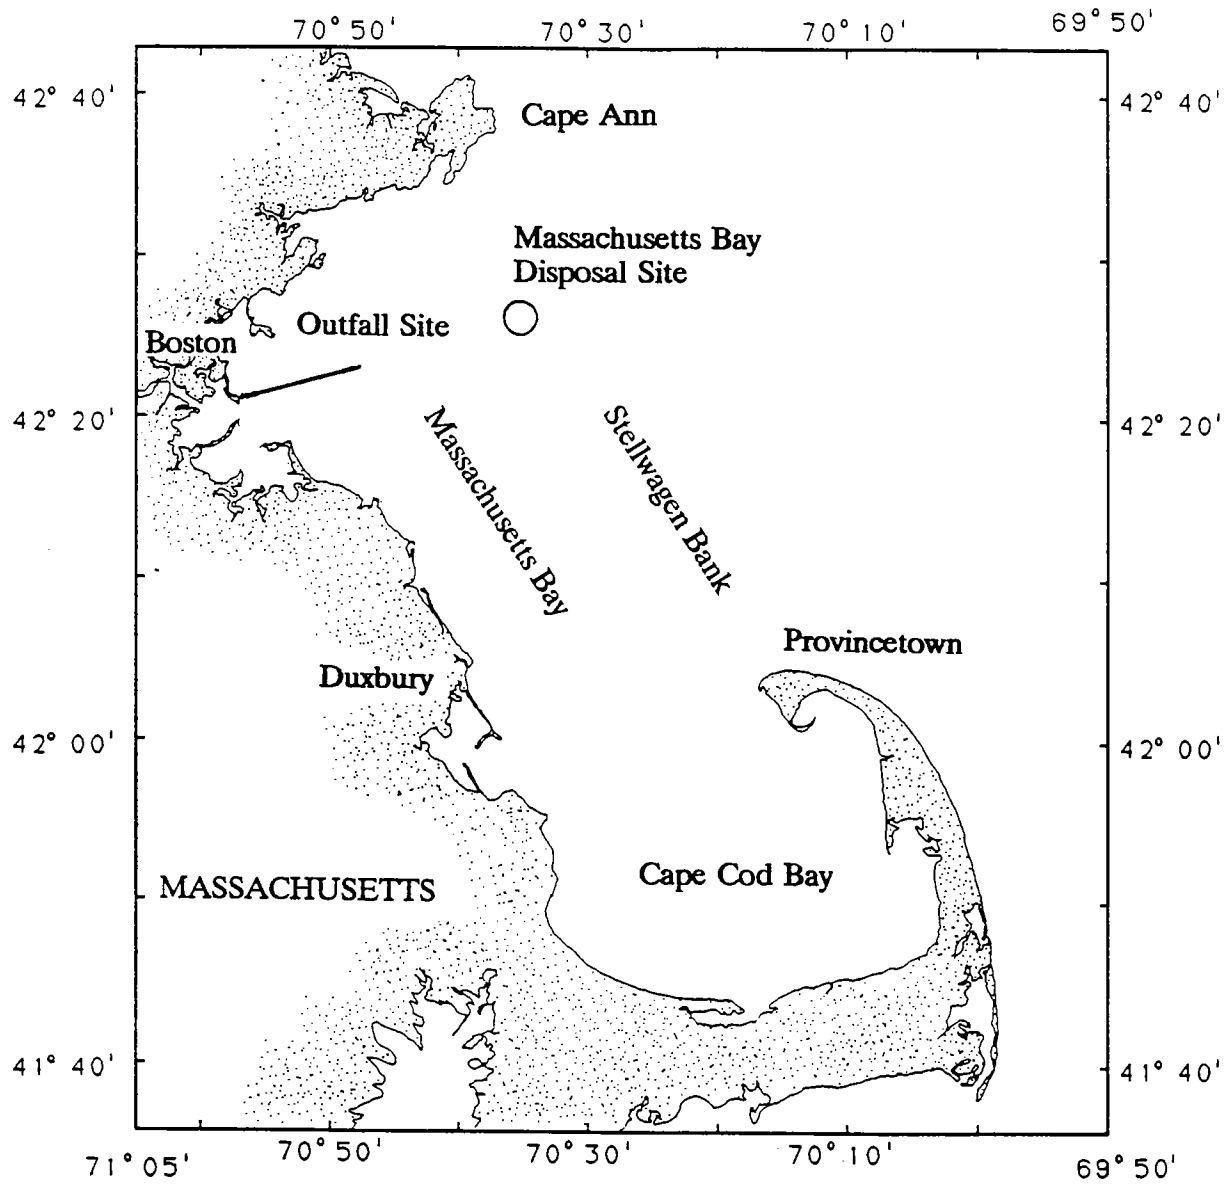 70° 50'
70° 30'
70° 10'
69° 50'
42° 40'
Cape Ann
42° 40'
Massachusetts Bay
Disposal Site
Outfall Site
Boston
42° 20'
42° 20'
Massachusetts Bay
Stellwagen Bank
Provincetown
Duxbury
42° 00'
42° 00'
Cape Cod Bay
MASSACHUSETTS
41° 40'
41° 40'
71° 05'
70° 50'
70° 30'
70° 10'
69° 50'